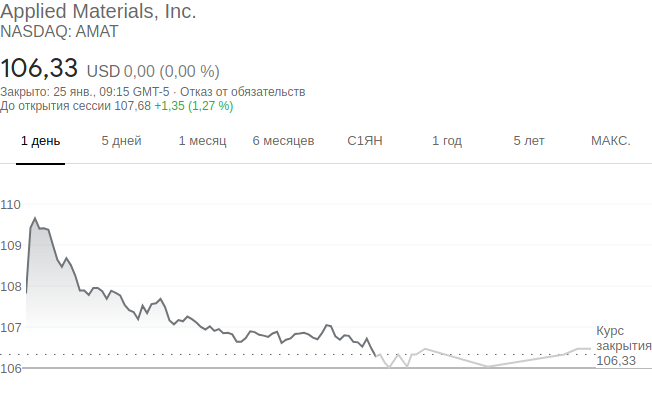 Applied Materials, Inc.
NASDAQ: AMAT
106,33 USD 0,00 (0,00 %)
Закрыто: 25 янв., 09:15 GMT-5 · Отказ от обязательств
До открытия сессии 107,68 +1,35 (1,27 %)
1 день 5 дней 1 месяц 6 месяцев С1ЯН 1 год 5 лет МАКС.
110
109
108
107
Курс
закрытия
106,33
106